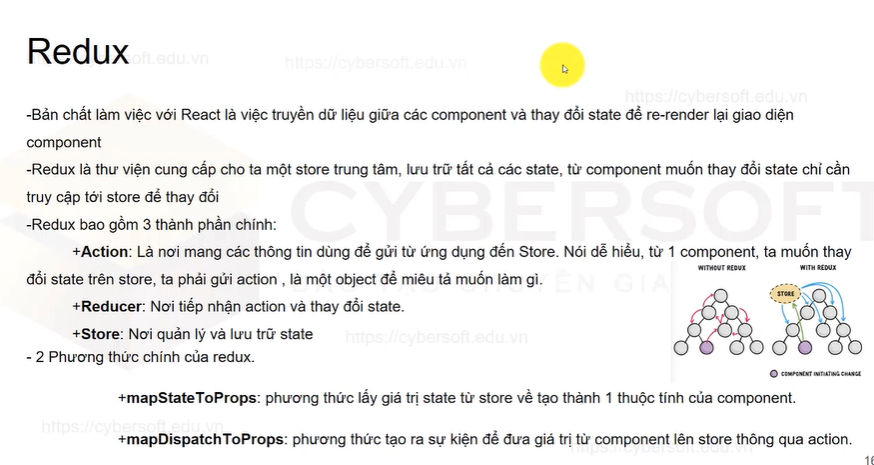 Redux
https://cybersoft.edu.vn
https://cybersoft.edu.vn
-Bản chất làm việc với React là việc truyền dữ liệu giữa các component và thay đổi state để re-render lại giao diện
component
-Redux là thư viện cung cấp cho ta một store trung tâm, lưu trữ tất cả các state, từ component muốn thay đổi state chỉ cần
truy cập tới store để thay đổi
CYBERSOFT
-Redux bao gồm 3 thành phần chính:
+Action: Là nơi mang các thông tin dùng để gửi từ ứng dụng đến Store. Nói dễ hiểu, từ 1 component, ta muốn thay
đổi state trên store, ta phải gửi action , là một object để miêu tả muốn làm gì.
+Reducer: Nơi tiếp nhận action và thay đổi state.
+Store: Nơi quản lý và lưu trữ state
https://cybersoft.edu.vn
WITHOUT REDUX
WITH REDUX
STORE
COMPONENT INITIATING CHANGE
- 2 Phương thức chính của redux.
+mapStateToProps: phương thức lấy giá trị state từ store về tạo thành 1 thuộc tính của component.
https://cybersoft.edu.vn
+mapDispatchToProps: phương thức tạo ra sự kiện để đưa giá trị từ component lên store thông qua action.
https://cybersoft.edu.vn
16